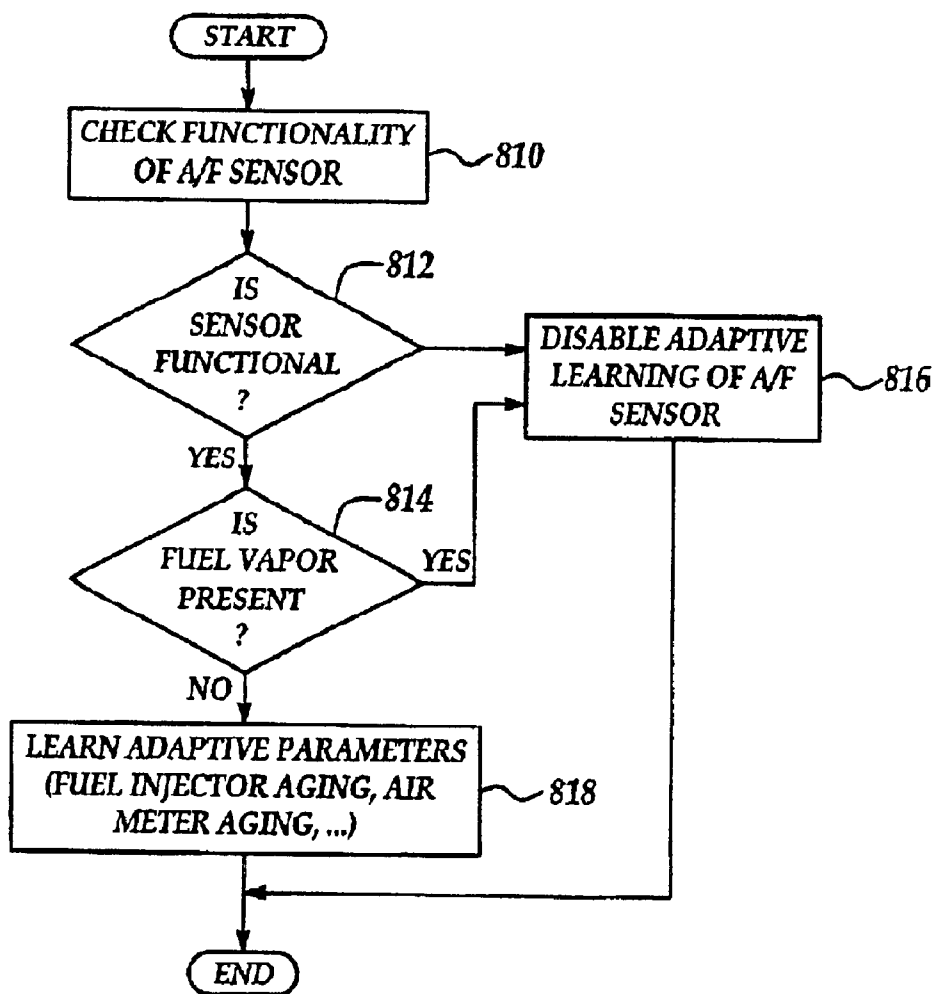 START
CHECK FUNCTIONALITY
OF A/F SENSOR
810
812
IS
SENSOR
FUNCTIONAL
?
DISABLE ADAPTIVE
LEARNING OF A/F
SENSOR
816
YES
814
IS
FUEL VAPOR
PRESENT
?
YES
NO
LEARN ADAPTIVE PARAMETERS
(FUEL INJECTOR AGING, AIR
METER AGING, ...)
818
END